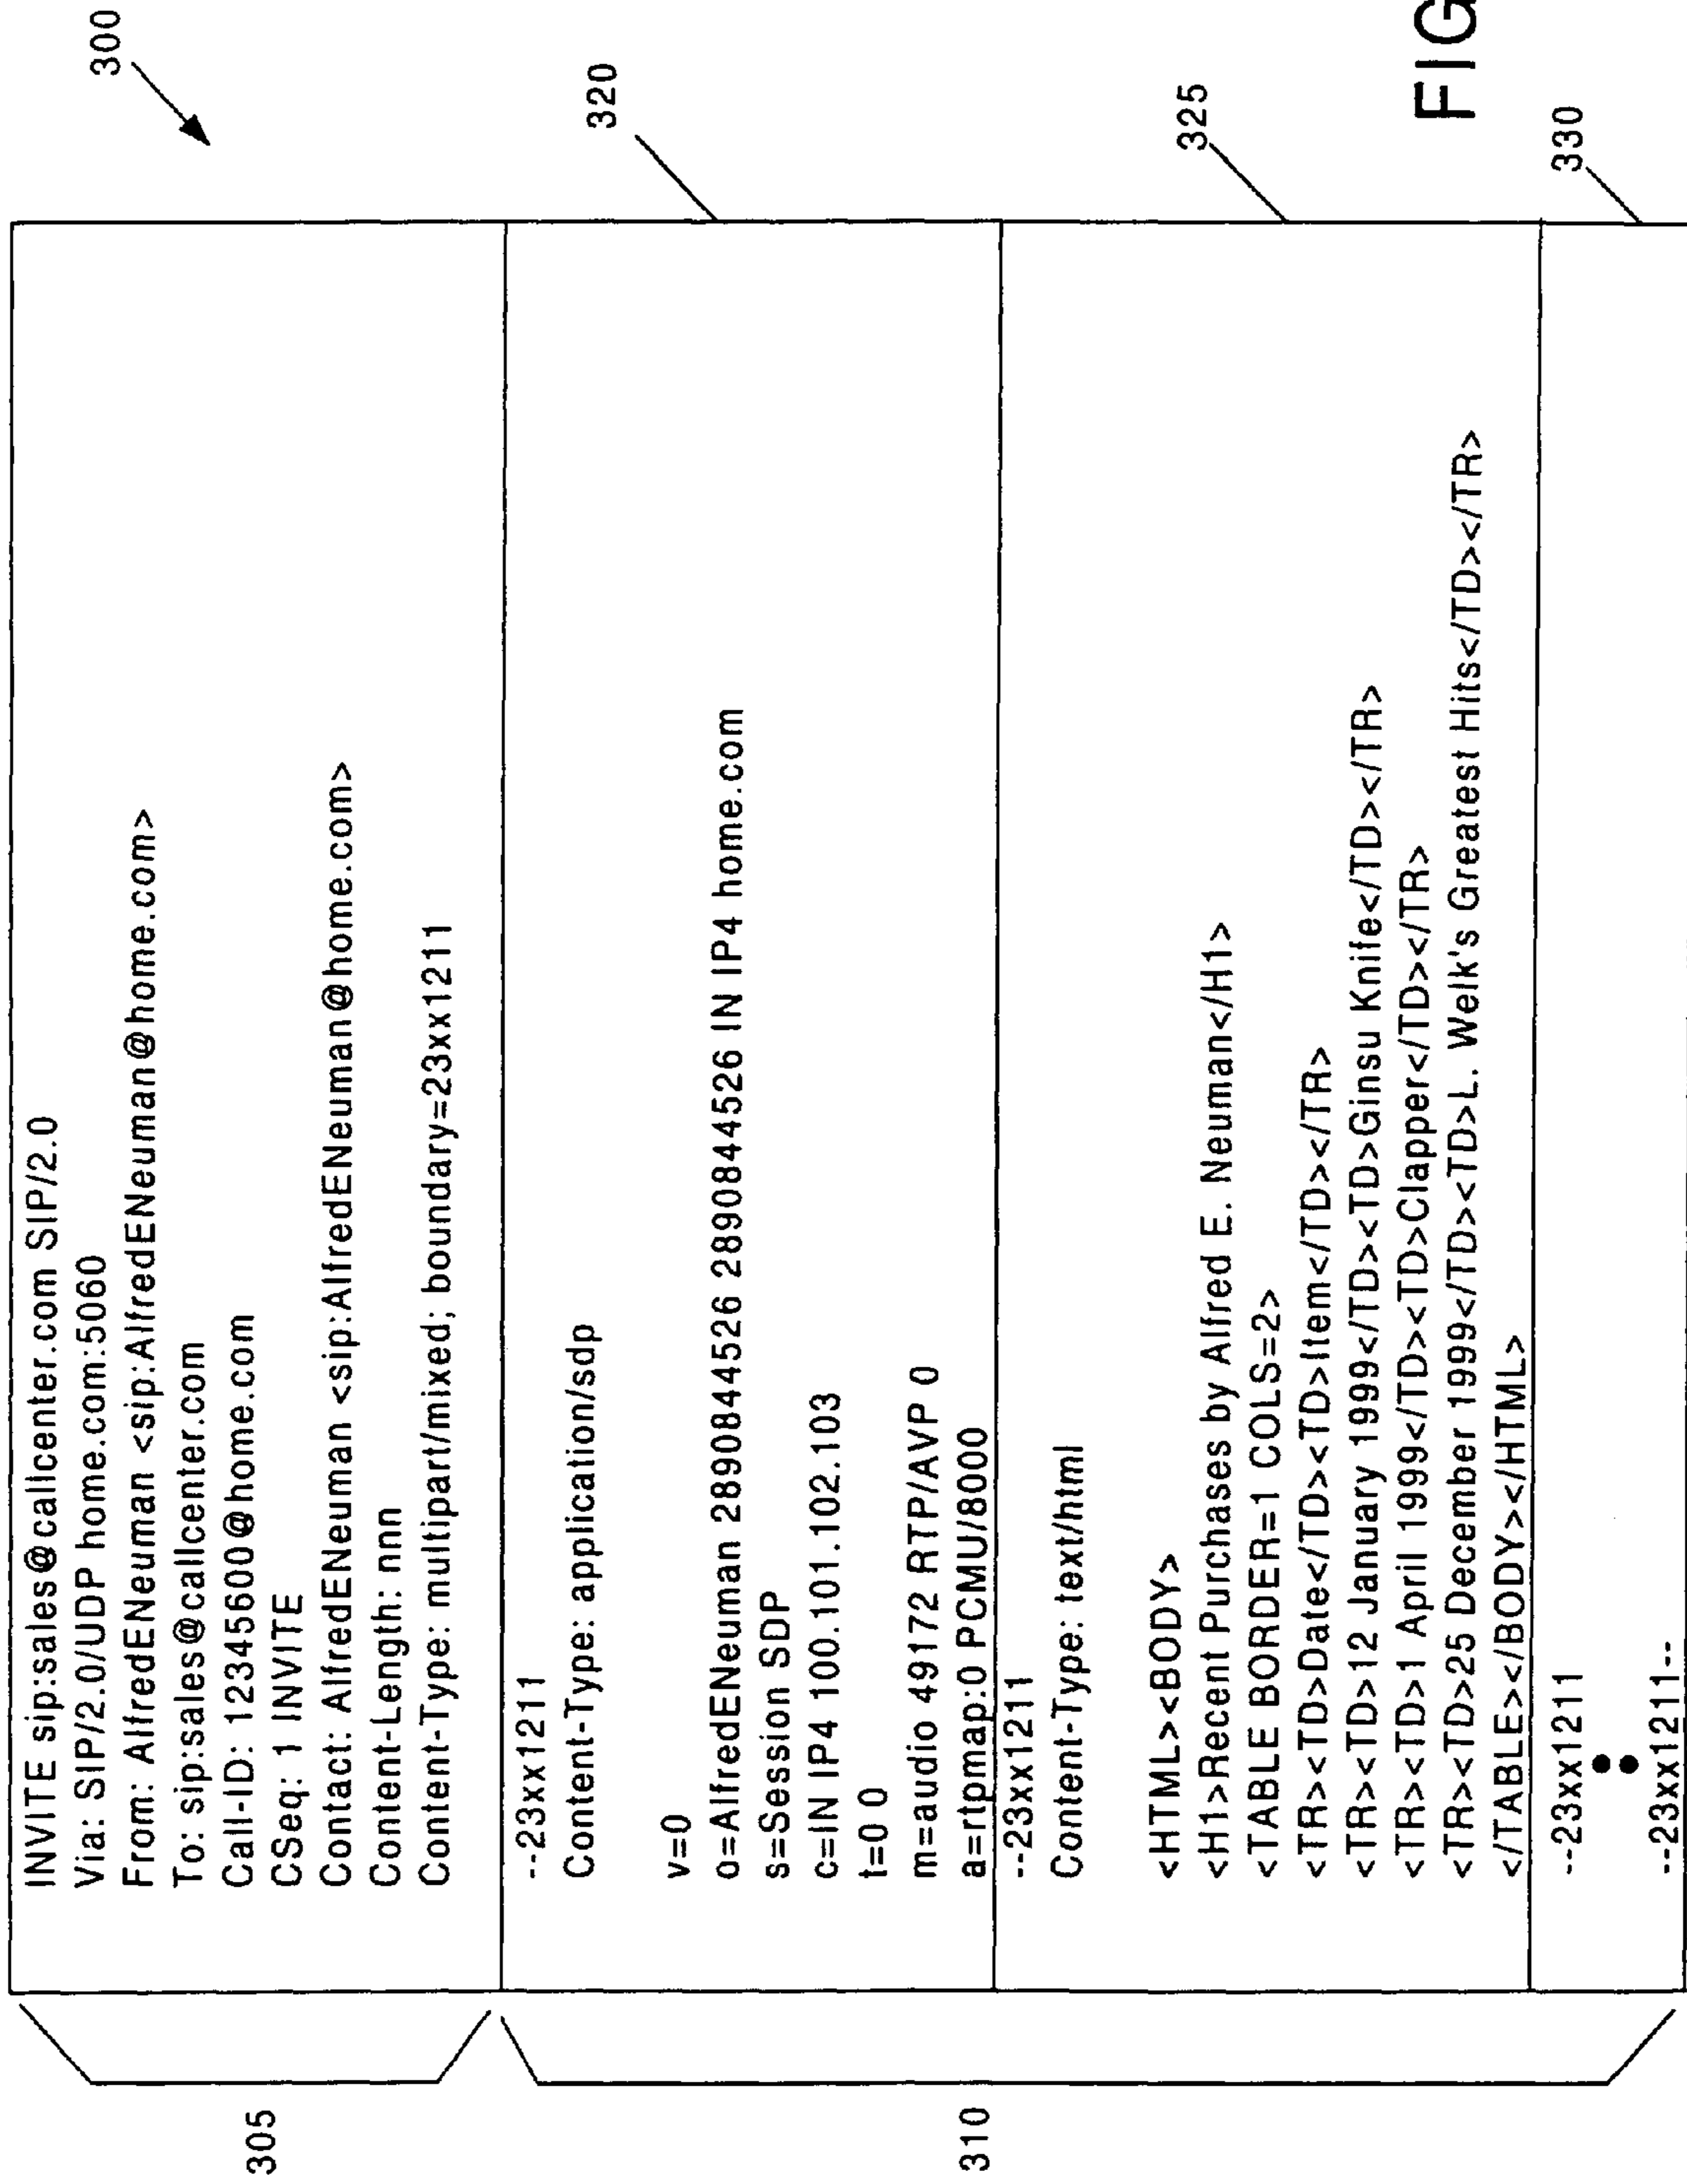 300
305
INVITE sip:sales@callcenter.com SIP/2.0
Via: SIP/2.0/UDP home.com:5060
From: AlfredENeuman <sip:AlfredENeuman@home.com>
To: sip:sales@callcenter.com
Call-ID: 12345600@home.com
CSeq: 1 INVITE
Contact: AlfredENeuman <sip:AlfredENeuman@home.com>
Content-Length: nnn
Content-Type: multipart/mixed; boundary=23xx1211
310
320
--23xx1211
Content-Type: application/sdp
v=0
o=AlfredENeuman 2890844526 2890844526 IN IP4 home.com
s=Session SDP
c=IN IP4 100.101.102.103
t=0 0
m=audio 49172 RTP/AVP 0
a=rtpmap:0 PCMU/8000
325
--23xx1211
Content-Type: text/html
<HTML><BODY>
<H1>Recent Purchases by Alfred E. Neuman</H1>
<TABLE BORDER=1 COLS=2>
<TR><TD>Date</TD><TD>Item</TD></TR>
<TR><TD>12 January 1999</TD><TD>Ginsu Knife</TD></TR>
<TR><TD>1 April 1999</TD><TD>Clapper</TD></TR>
<TR><TD>25 December 1999</TD><TD>L. Welk's Greatest Hits</TD></TR>
</TABLE></BODY></HTML>
330
--23xx1211
--23xx1211--
FIG